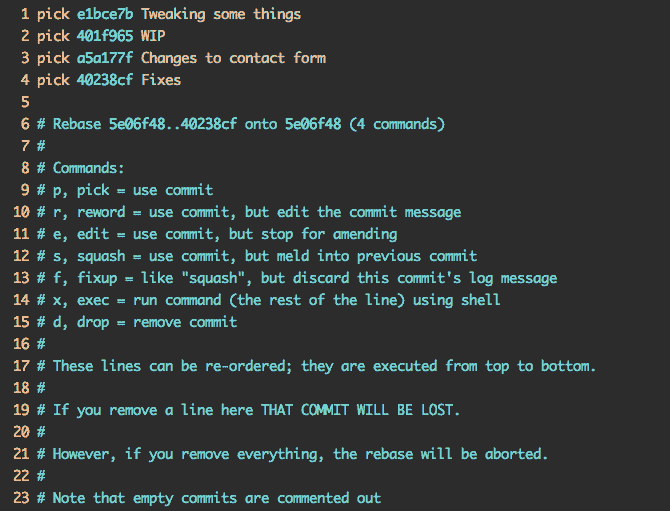 1 pick e1bce7b Tweaking some things
2 pick 401f965 WIP
3 pick a5a177f Changes to contact form
4 pick 40238cf Fixes
5
6 # Rebase 5e06f48..40238cf onto 5e06f48 (4 commands)
7 #
8 # Commands:
9 # p, pick = use commit
10 # r, reword = use commit, but edit the commit message
11 # e, edit = use commit, but stop for amending
12 # s, squash = use commit, but meld into previous commit
13 # f, fixup = like "squash", but discard this commit's log message
14 # x, exec = run command (the rest of the line) using shell
15 # d, drop = remove commit
16 #
17 # These lines can be re-ordered; they are executed from top to bottom.
18 #
19 # If you remove a line here THAT COMMIT WILL BE LOST.
20 #
21 # However, if you remove everything, the rebase will be aborted.
22 #
23 # Note that empty commits are commented out